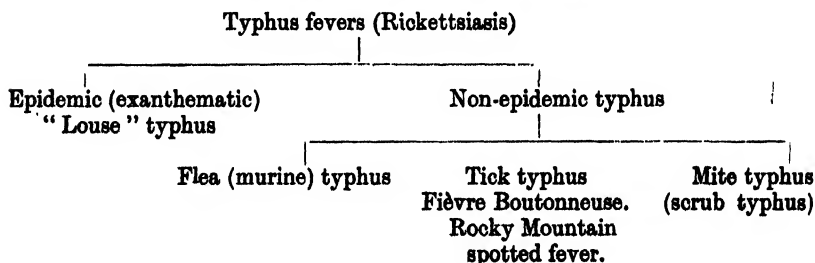 Typhus fevers (Rickettsiasis)
Epidemic (exanthematic)
“ Louse ” typhus
Non-epidemic typhus
Flea (murine) typhus
Tick typhus
Fièvre Boutonneuse.
Rocky Mountain
spotted fever.
Mite typhus
(scrub typhus)